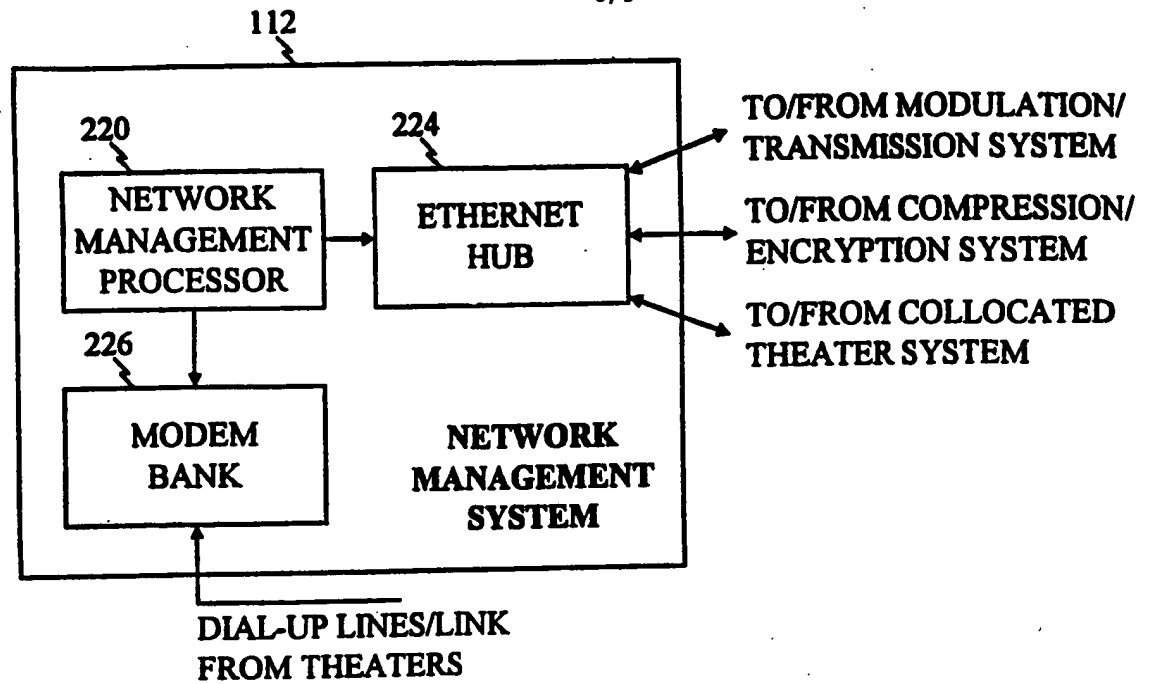 112
220
224
NETWORK
MANAGEMENT
PROCESSOR
ETHERNET
HUB
TO/FROM MODULATION/
TRANSMISSION SYSTEM
TO/FROM COMPRESSION/
ENCRYPTION SYSTEM
TO/FROM COLLOCATED
THEATER SYSTEM
226
MODEM
BANK
NETWORK
MANAGEMENT
SYSTEM
DIAL-UP LINES/LINK
FROM THEATERS